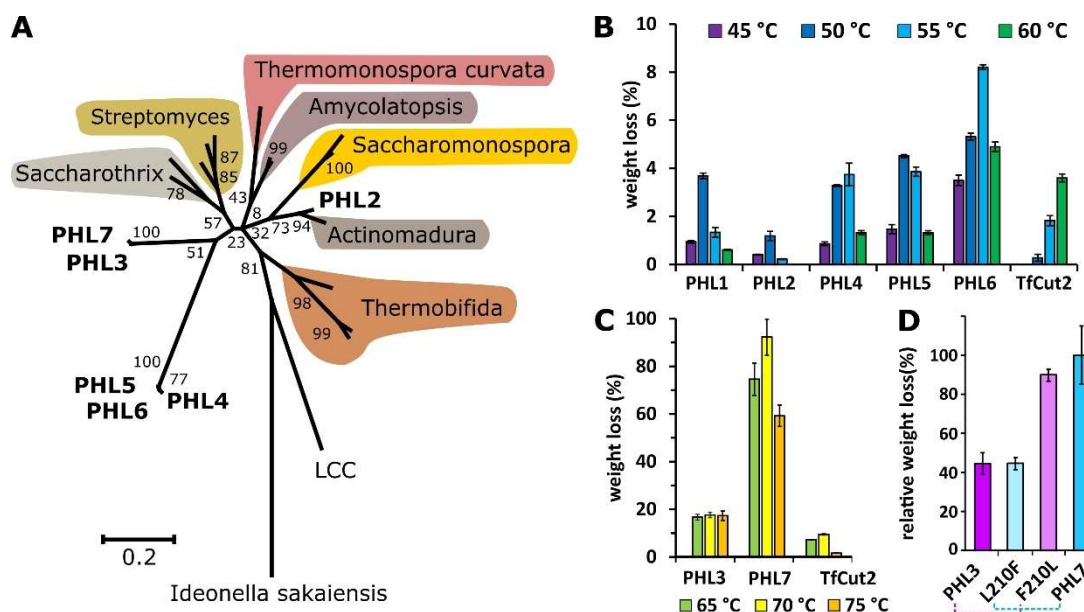 A
Thermomonospora curvata
Amycolatopsis
Streptomyces
Saccharomonospora
Saccharothrix
87
85
99
100
78
43
8
57
PHL2
73
94
32
23
Actinomadura
PHL7
100
PHL3
51
81
98
Thermobifida
99
100
77
PHL5
PHL4
PHL6
LCC
0.2
Ideonella sakaiensis
B
45 °C
50 °C
55 °C
60 °C
weight loss (%)
10
8
6
4
2
0
PHL1
PHL2
PHL4
PHL5
PHL6
TfCut2
C
weight loss (%)
100
80
60
40
20
0
PHL3
PHL7
TfCut2
65 °C
70 °C
75 °C
D
relative weight loss(%)
100
80
60
40
20
0
PHL3
L210F
F210L
PHL7